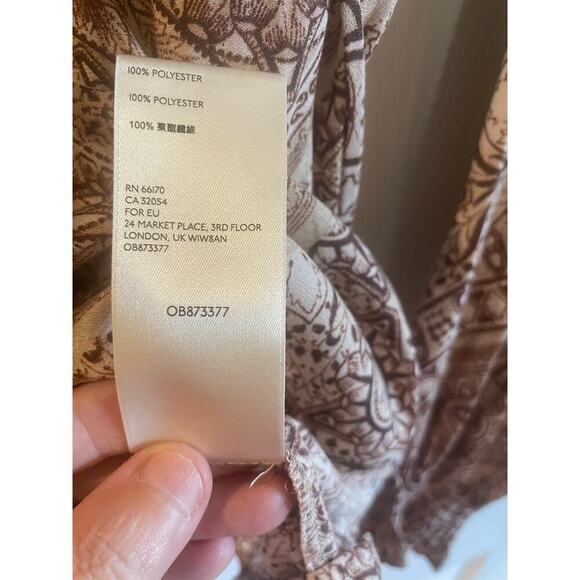 100% POLYESTER
100% POLYESTER
100% 聚酯纖維
RN 66170
CA 32054
FOR EU
24 MARKET PLACE, 3RD FLOOR
LONDON, UK W1W8AN
OB873377
OB873377